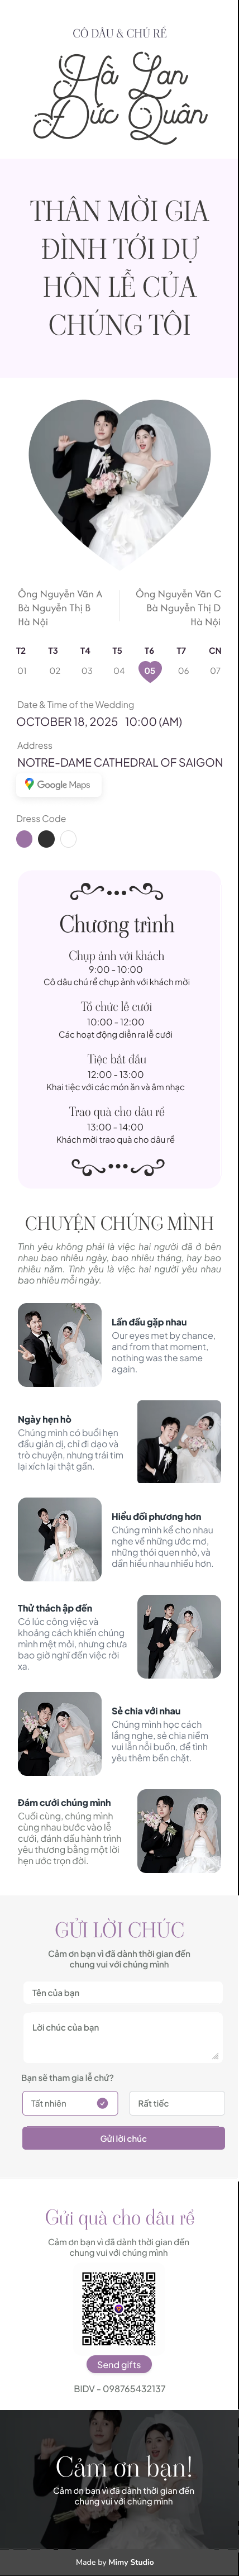 CÔ DÂU & CHÚ RỂ
Hà Lan
Đức Quân
THÂN MỜI GIA
ĐÌNH TỚI DỰ
HÔN LỄ CỦA
CHÚNG TÔI
Ông Nguyễn Văn A
Bà Nguyễn Thị B
Hà Nội
Ông Nguyễn Văn C
Bà Nguyễn Thị D
Hà Nội
T2 T3 T4 T5 T6 T7 CN
01 02 03 04 05 06 07
Date & Time of the Wedding
OCTOBER 18, 2025 10:00 (AM)
Address
NOTRE-DAME CATHEDRAL OF SAIGON
Google Maps
Dress Code
Chương trình
Chụp ảnh với khách
9:00 - 10:00
Cô dâu chú rể chụp ảnh với khách mời
Tổ chức lễ cưới
10:00 - 12:00
Các hoạt động diễn ra lễ cưới
Tiệc bắt đầu
12:00 - 13:00
Khai tiệc với các món ăn và âm nhạc
Trao quà cho dâu rể
13:00 - 14:00
Khách mời trao quà cho dâu rể
CHUYỆN CHÚNG MÌNH
Tình yêu không phải là việc hai người đã ở bên
nhau bao nhiêu ngày, bao nhiêu tháng, hay bao
nhiêu năm. Tình yêu là việc hai người yêu nhau
bao nhiêu mỗi ngày.
Lần đầu gặp nhau
Our eyes met by chance,
and from that moment,
nothing was the same
again.
Ngày hẹn hò
Chúng mình có buổi hẹn
đầu giản dị, chỉ đi dạo và
trò chuyện, nhưng trái tim
lại xích lại thật gần.
Hiểu đối phương hơn
Chúng mình kể cho nhau
nghe về những ước mơ,
những thói quen nhỏ, và
dần hiểu nhau nhiều hơn.
Thử thách ập đến
Có lúc công việc và
khoảng cách khiến chúng
mình mệt mỏi, nhưng chưa
bao giờ nghĩ đến việc rời
xa.
Sẻ chia với nhau
Chúng mình học cách
lắng nghe, sẻ chia niềm
vui lẫn nỗi buồn, để tình
yêu thêm bền chặt.
Đám cưới chúng mình
Cuối cùng, chúng mình
cùng nhau bước vào lễ
cưới, đánh dấu hành trình
yêu thương bằng một lời
hẹn ước trọn đời.
GỬI LỜI CHÚC
Cảm ơn bạn vì đã dành thời gian đến
chung vui với chúng mình
Tên của bạn
Lời chúc của bạn
Bạn sẽ tham gia lễ chứ?
Tất nhiên
Rất tiếc
Gửi lời chúc
Gửi quà cho dâu rể
Cảm ơn bạn vì đã dành thời gian đến
chung vui với chúng mình
Send gifts
BIDV - 098765432137
Cảm ơn bạn!
Cảm ơn bạn vì đã dành thời gian đến
chung vui với chúng mình
Made by Mimy Studio